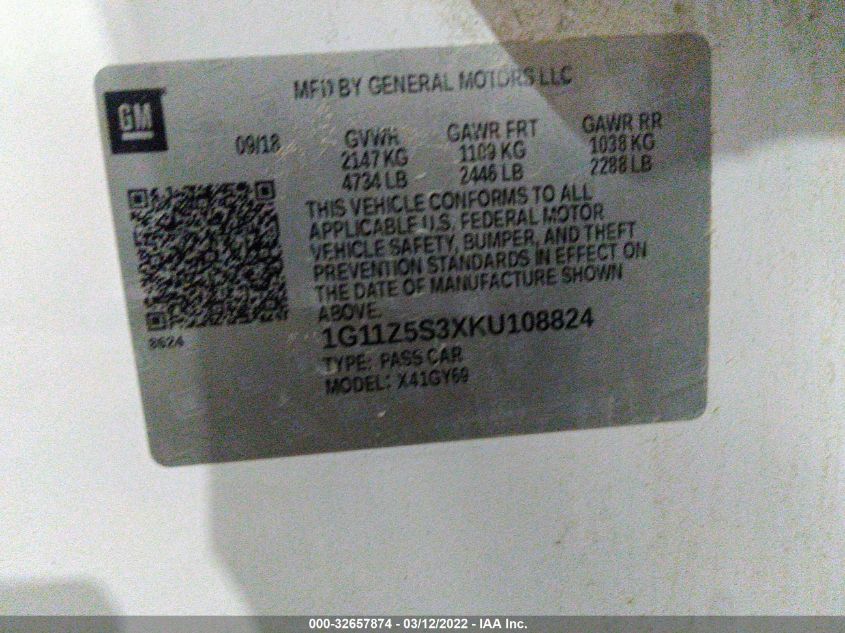 MFD BY GENERAL MOTORS LLC
GM
09/18
GVWR GAWR FRT GAWR RR
2147 KG 1109 KG 1038 KG
4734 LB 2446 LB 2288 LB
THIS VEHICLE CONFORMS TO ALL
APPLICABLE U.S. FEDERAL MOTOR
VEHICLE SAFETY, BUMPER, AND THEFT
PREVENTION STANDARDS IN EFFECT ON
THE DATE OF MANUFACTURE SHOWN
ABOVE.
8824
1G11Z5S3XKU108824
TYPE: PASS CAR
MODEL: X41GY69
000-32657874 - 03/12/2022 - IAA Inc.